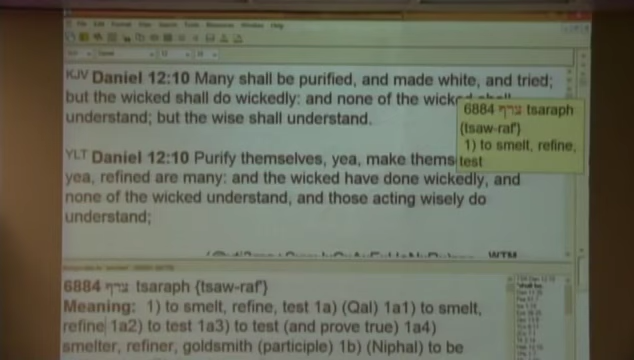 KJV Daniel 12:10 Many shall be purified, and made white, and tried;
but the wicked shall do wickedly: and none of the wicked shall
understand; but the wise shall understand.
6884 צרף tsaraph
{tsaw-raf'}
1) to smelt, refine,
test
YLT Daniel 12:10 Purify themselves, yea, make thems
yea, refined are many: and the wicked have done wickedly, and
none of the wicked understand, and those acting wisely do
understand;
WTM
6884 צרף tsaraph {tsaw-raf'}
Meaning: 1) to smelt, refine, test 1a) (Qal) 1a1) to smelt,
refine 1a2) to test 1a3) to test (and prove true) 1a4)
smelter, refiner, goldsmith (participle) 1b) (Niphal) to be